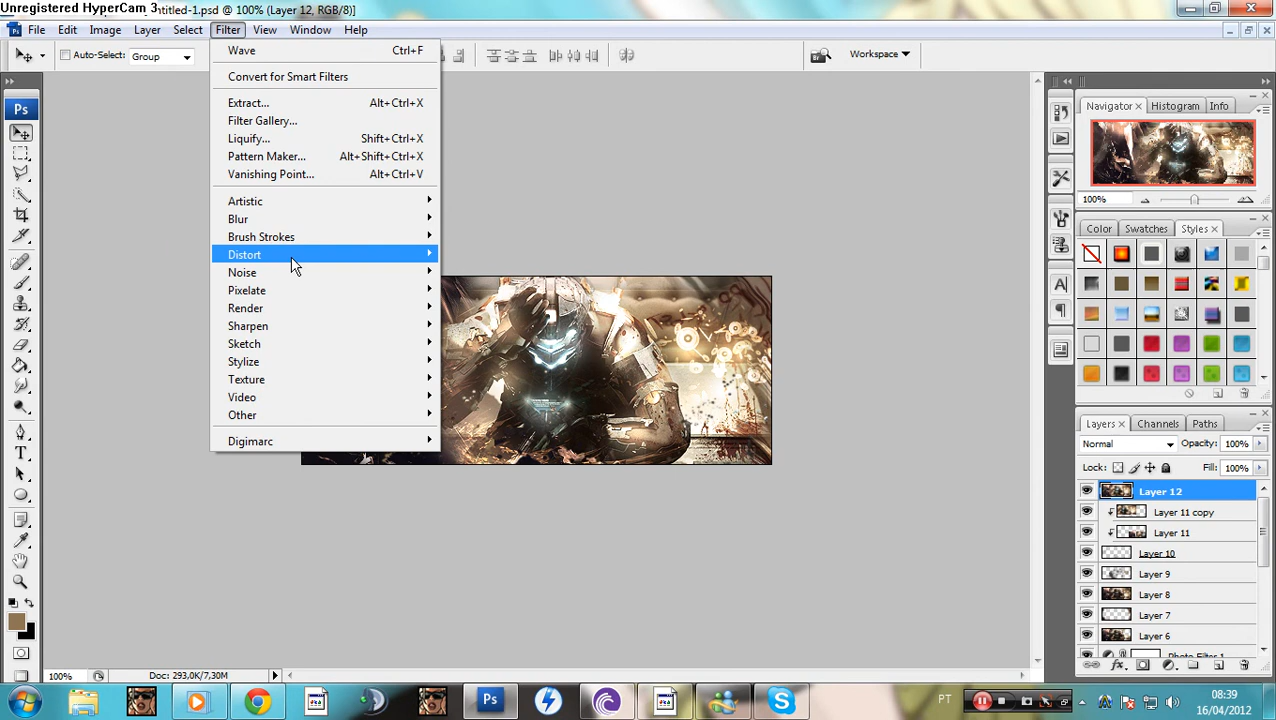 Unregistered HyperCam 3
ntitled-1.psd @ 100% (Layer 12, RGB/8)]
File Edit Image Layer Select Filter View Window Help
Auto-Select: Group
Workspace
Wave Ctrl+F
Convert for Smart Filters
Extract... Alt+Ctrl+X
Filter Gallery...
Liquify... Shift+Ctrl+X
Pattern Maker... Alt+Shift+Ctrl+X
Vanishing Point... Alt+Ctrl+V
Artistic
Blur
Brush Strokes
Distort
Noise
Pixelate
Render
Sharpen
Sketch
Stylize
Texture
Video
Other
Digimarc
Ps
Navigator × Histogram Info
100%
Color Swatches Styles ×
Layers × Channels Paths
Normal Opacity: 100%
Lock: Fill: 100%
Layer 12
Layer 11 copy
Layer 11
Layer 10
Layer 9
Layer 8
Layer 7
Layer 6
Photo Filter 1
100% Doc: 293,0K/7,30M
Ps
PT
08:39
16/04/2012